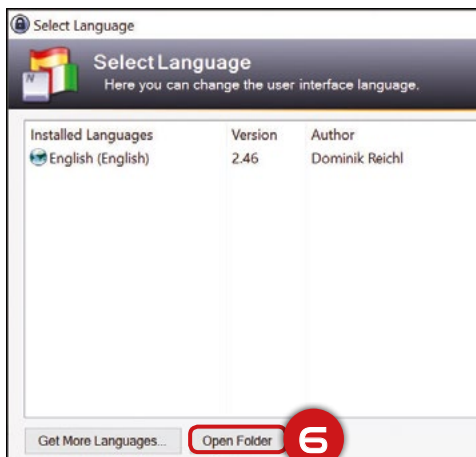 Select Language
Select Language
Here you can change the user interface language.
Installed Languages Version Author
English (English) 2.46 Dominik Reichl
Get More Languages... Open Folder 6
N